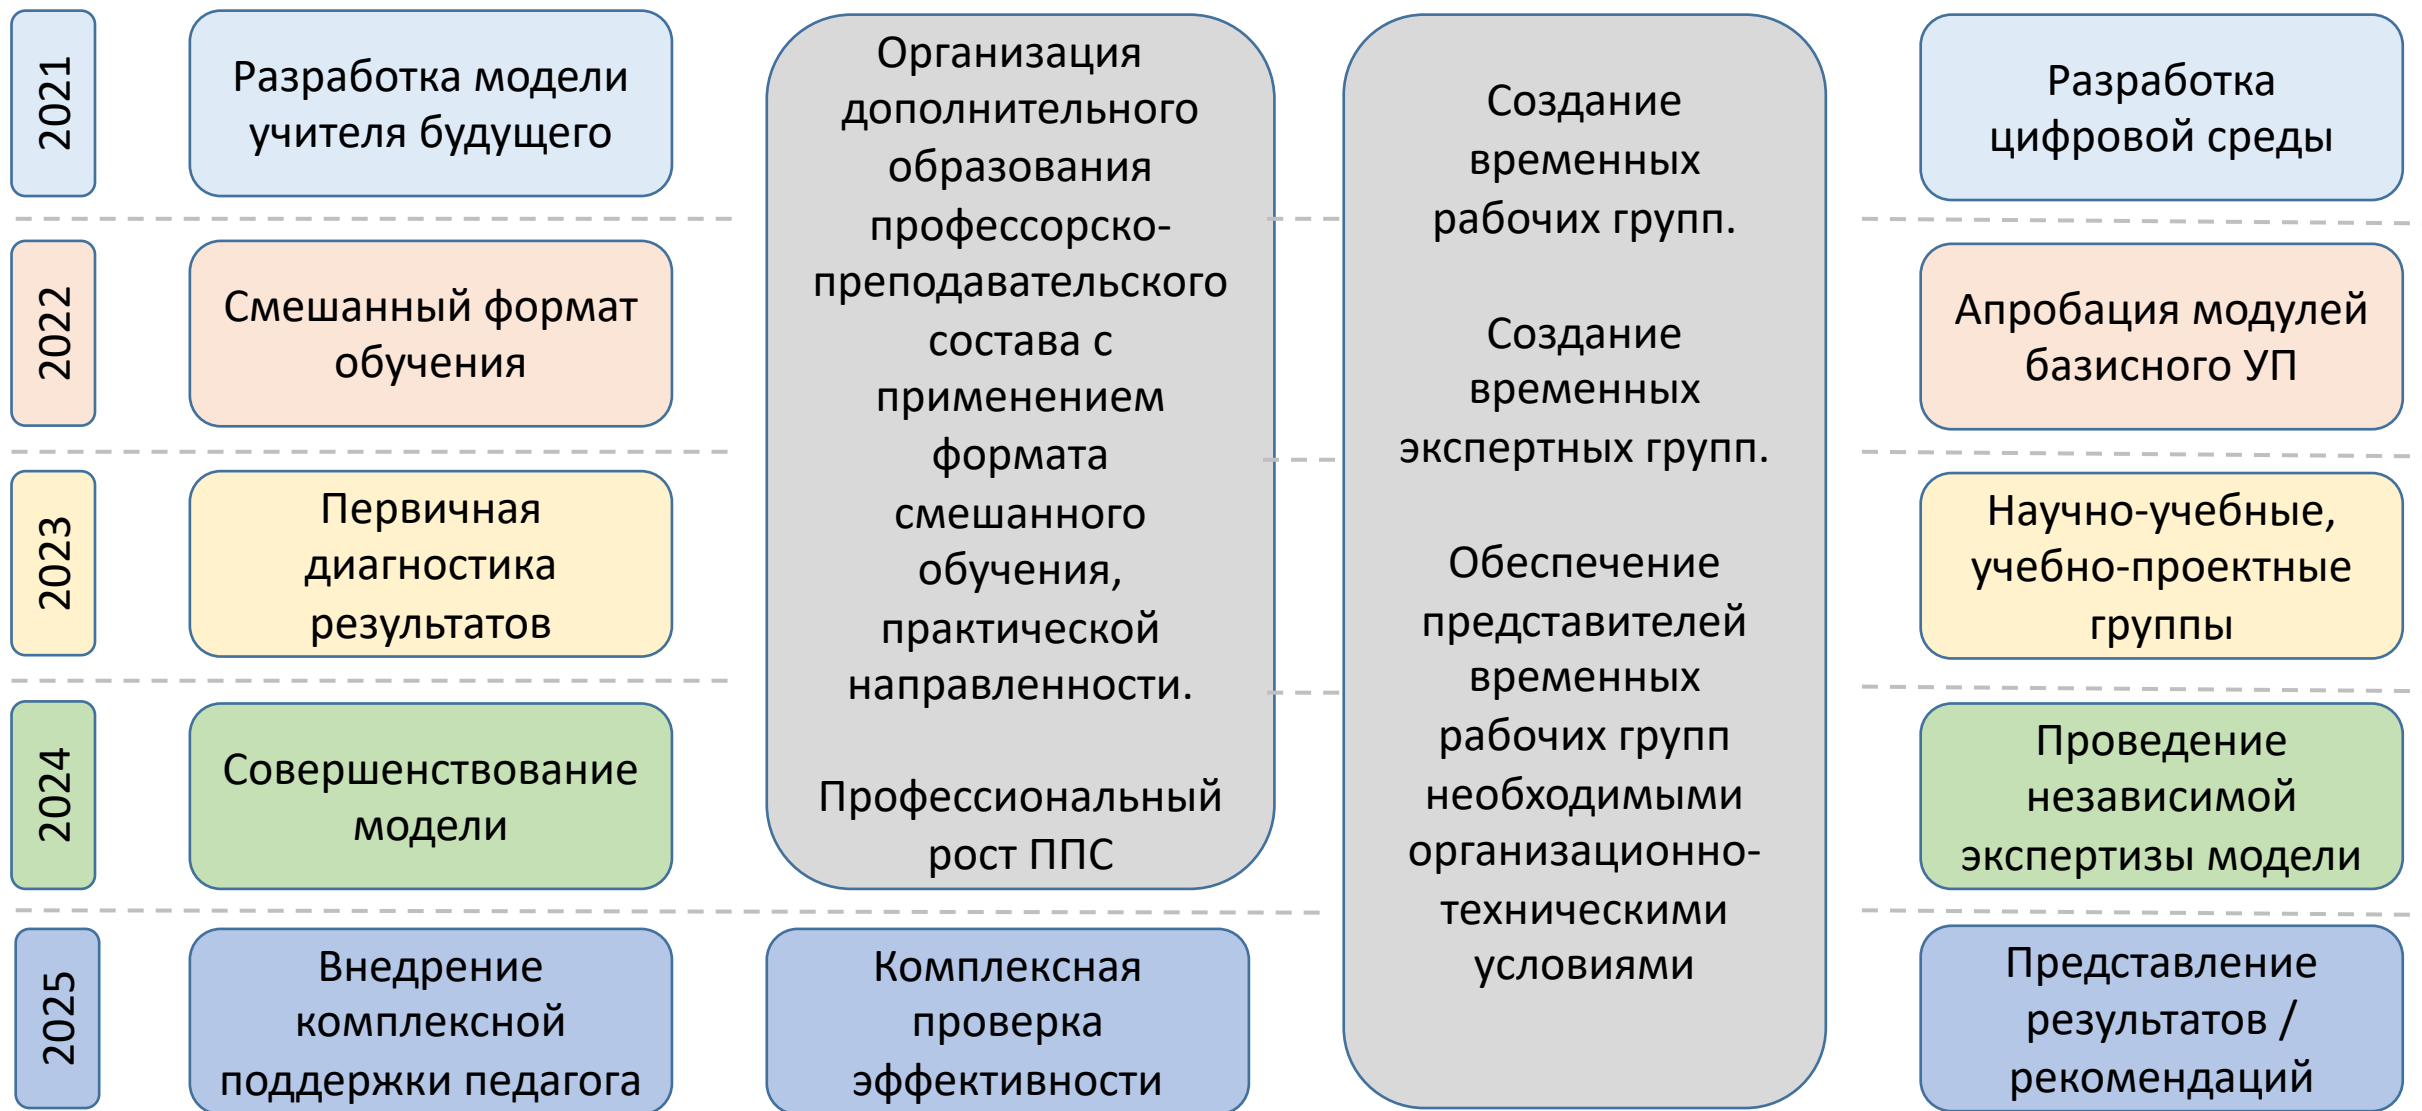 2021
Разработка модели
учителя будущего
Организация
дополнительного
образования
профессорско-
преподавательского
состава с
применением
формата
смешанного
обучения,
практической
направленности.
Профессиональный
рост ППС
Создание
временных
рабочих групп.
Создание
временных
экспертных групп.
Обеспечение
представителей
временных
рабочих групп
необходимыми
организационно-
техническими
условиями
Разработка
цифровой среды
2022
Смешанный формат
обучения
Апробация модулей
базисного УП
2023
Первичная
диагностика
результатов
Научно-учебные,
учебно-проектные
группы
2024
Совершенствование
модели
Проведение
независимой
экспертизы модели
2025
Внедрение
комплексной
поддержки педагога
Комплексная
проверка
эффективности
Представление
результатов /
рекомендаций